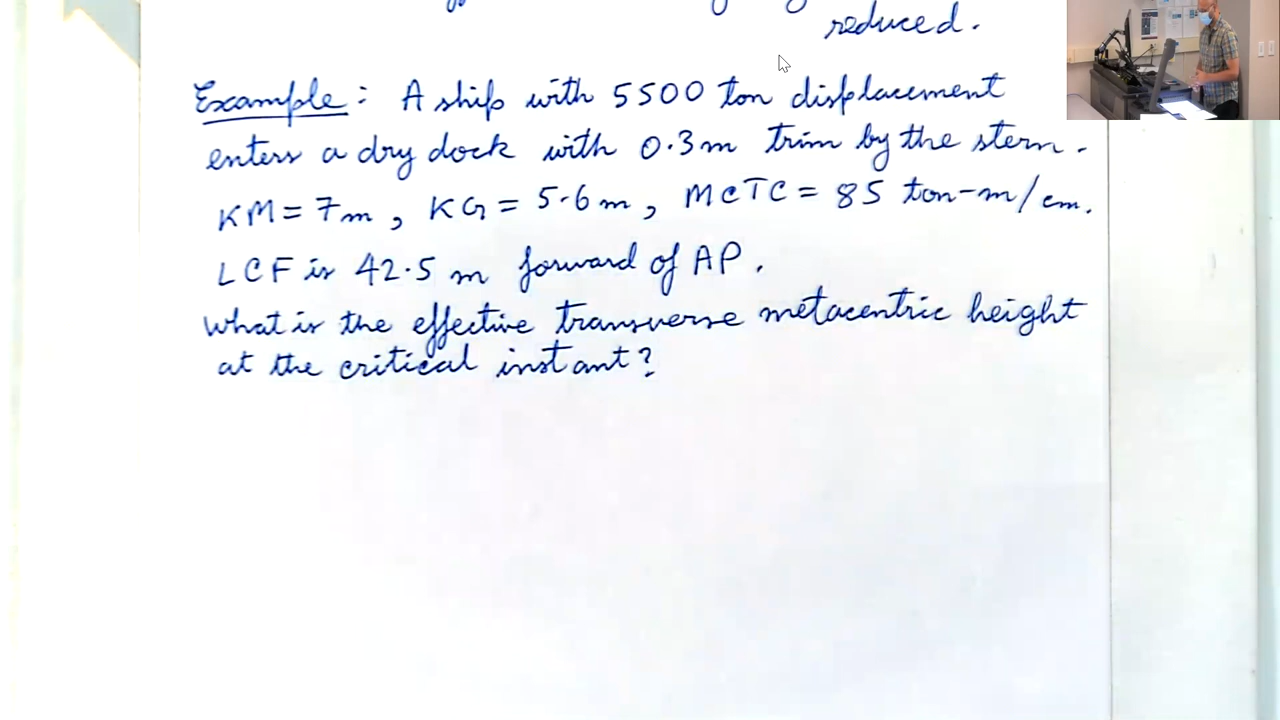 reduced.
Example: A ship with 5500 ton displacement
enters a dry dock with 0.3m trim by the stern.
KM = 7m, KG = 5.6m, MCTC = 85 ton-m/cm.
LCF is 42.5 m forward of AP.
What is the effective transverse metacentric height
at the critical instant?